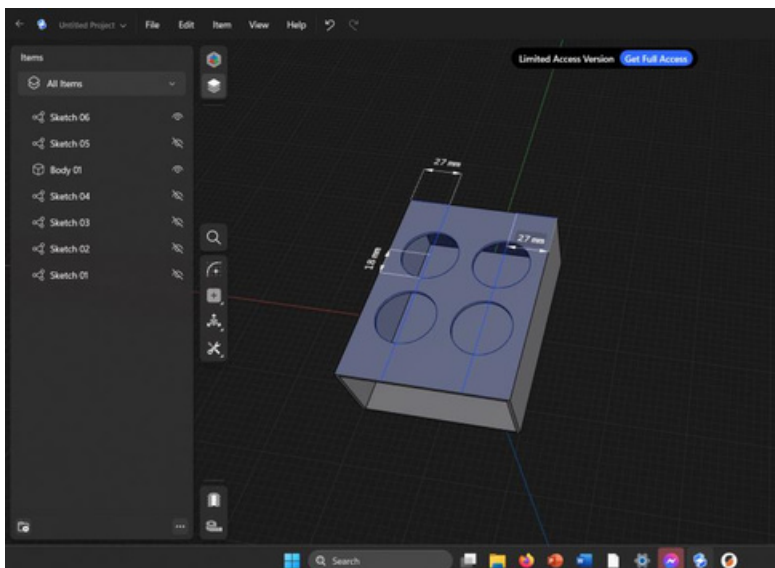 Untitled Project File Edit Item View Help
Items
Limited Access Version Get Full Access
All Items
Sketch 06
Sketch 05
Body 01
Sketch 04
Sketch 03
Sketch 02
Sketch 01
27 mm
27 mm
18 mm
Search